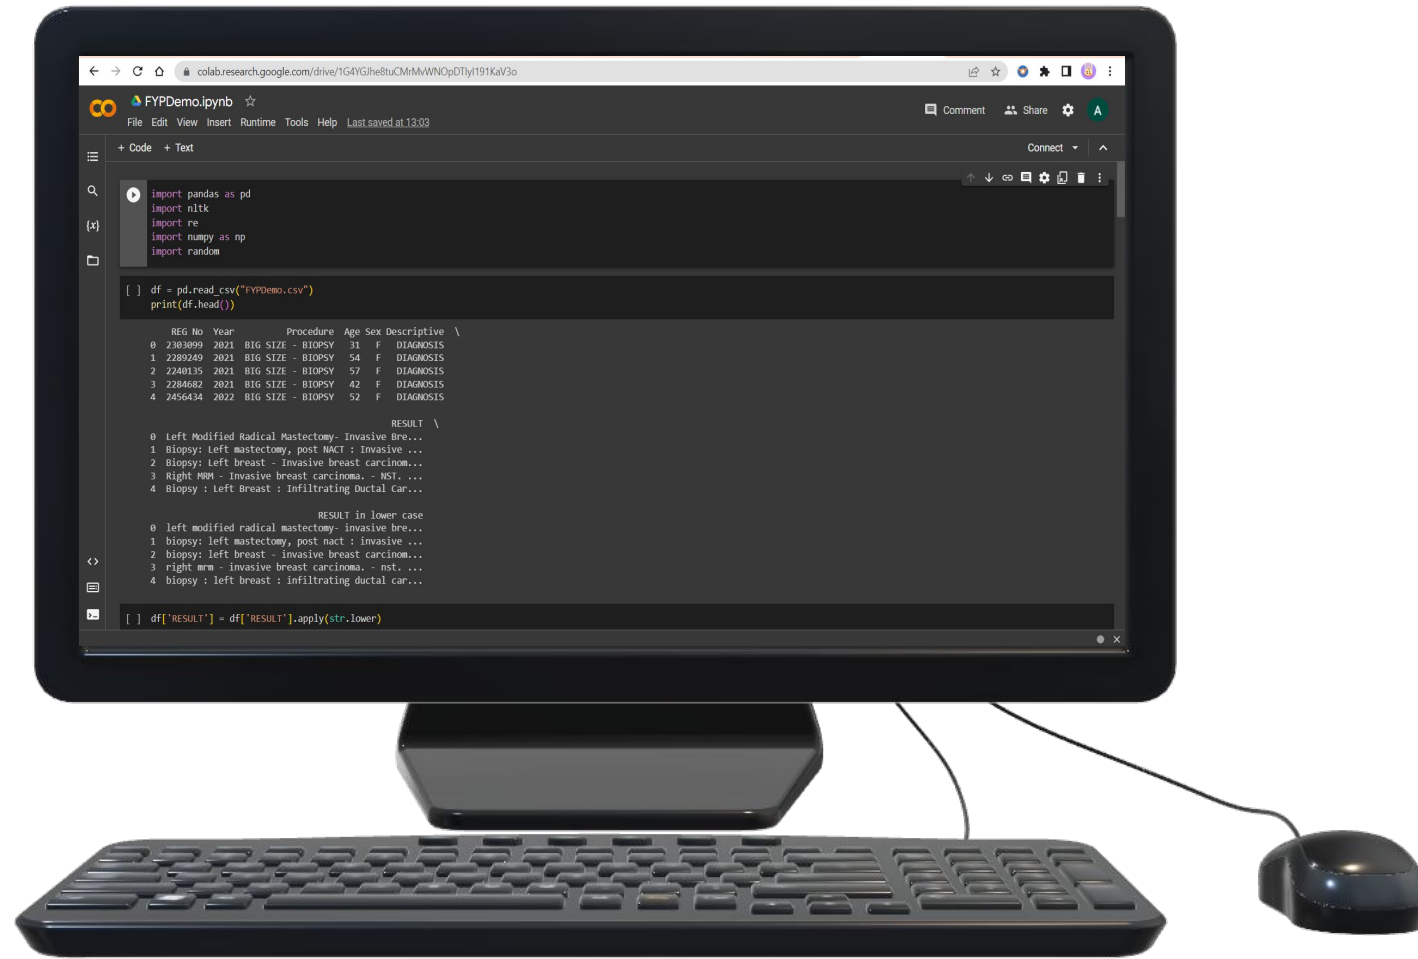 colab.research.google.com/drive/1G4YGJhe8tuCMrMvWNOpDTIyI191KaV3o
FYPDemo.ipynb
File Edit View Insert Runtime Tools Help Last saved at 13:03
Comment Share A
+ Code + Text
Connect
{x}
import pandas as pd
import nltk
import re
import numpy as np
import random
[ ] df = pd.read_csv("FYPDemo.csv")
print(df.head())
REG No Year Procedure Age Sex Descriptive \
0 2303099 2021 BIG SIZE - BIOPSY 31 F DIAGNOSIS
1 2289249 2021 BIG SIZE - BIOPSY 54 F DIAGNOSIS
2 2240135 2021 BIG SIZE - BIOPSY 57 F DIAGNOSIS
3 2284682 2021 BIG SIZE - BIOPSY 42 F DIAGNOSIS
4 2456434 2022 BIG SIZE - BIOPSY 52 F DIAGNOSIS
RESULT \
0 Left Modified Radical Mastectomy- Invasive Bre...
1 Biopsy: Left mastectomy, post NACT : Invasive ...
2 Biopsy: Left breast - Invasive breast carcinom...
3 Right MRM - Invasive breast carcinoma. - NST. ...
4 Biopsy : Left Breast : Infiltrating Ductal Car...
RESULT in lower case
0 left modified radical mastectomy- invasive bre...
1 biopsy: left mastectomy, post nact : invasive ...
2 biopsy: left breast - invasive breast carcinom...
3 right mrm - invasive breast carcinoma. - nst. ...
4 biopsy : left breast : infiltrating ductal car...
[ ] df['RESULT'] = df['RESULT'].apply(str.lower)